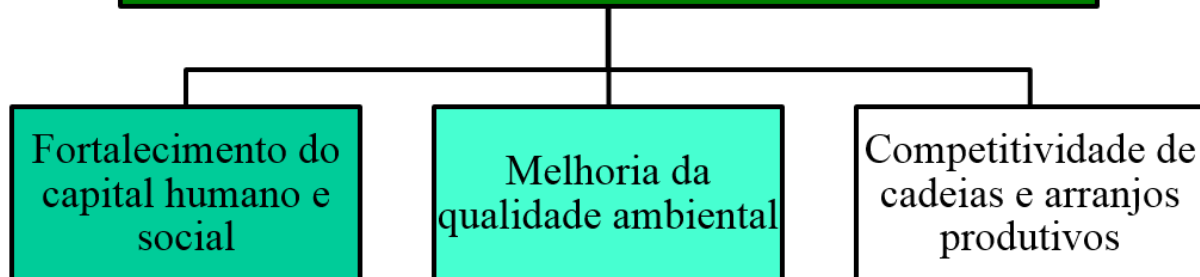 Fortalecimento do
capital humano e
social
Melhoria da
qualidade ambiental
Competitividade de
cadeias e arranjos
produtivos